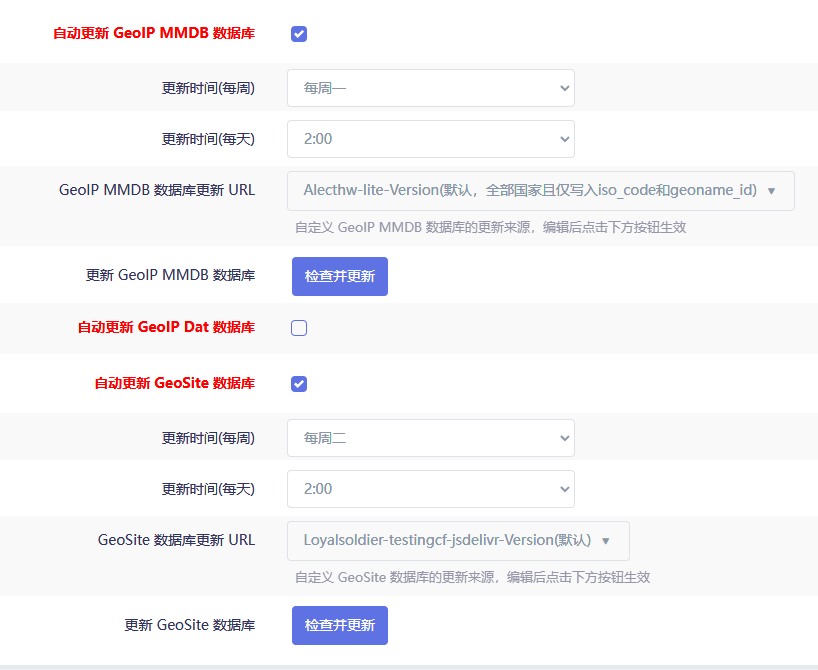 自动更新 GeoIP MMDB 数据库
更新时间(每周) 每周一
更新时间(每天) 2:00
GeoIP MMDB 数据库更新 URL Alecthw-lite-Version(默认，全部国家且仅写入iso_code和geoname_id) ▼
自定义 GeoIP MMDB 数据库的更新来源，编辑后点击下方按钮生效
更新 GeoIP MMDB 数据库 检查并更新
自动更新 GeoIP Dat 数据库
自动更新 GeoSite 数据库
更新时间(每周) 每周二
更新时间(每天) 2:00
GeoSite 数据库更新 URL Loyalsoldier-testingcf-jsdelivr-Version(默认) ▼
自定义 GeoSite 数据库的更新来源，编辑后点击下方按钮生效
更新 GeoSite 数据库 检查并更新